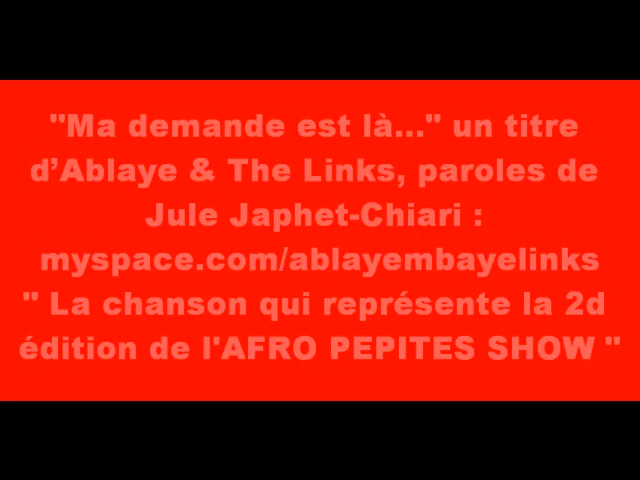 "Ma demande est là..." un titre
d’Ablaye & The Links, paroles de
Jule Japhet-Chiari :
myspace.com/ablayembayelinks
" La chanson qui représente la 2d
édition de l'AFRO PEPITES SHOW "